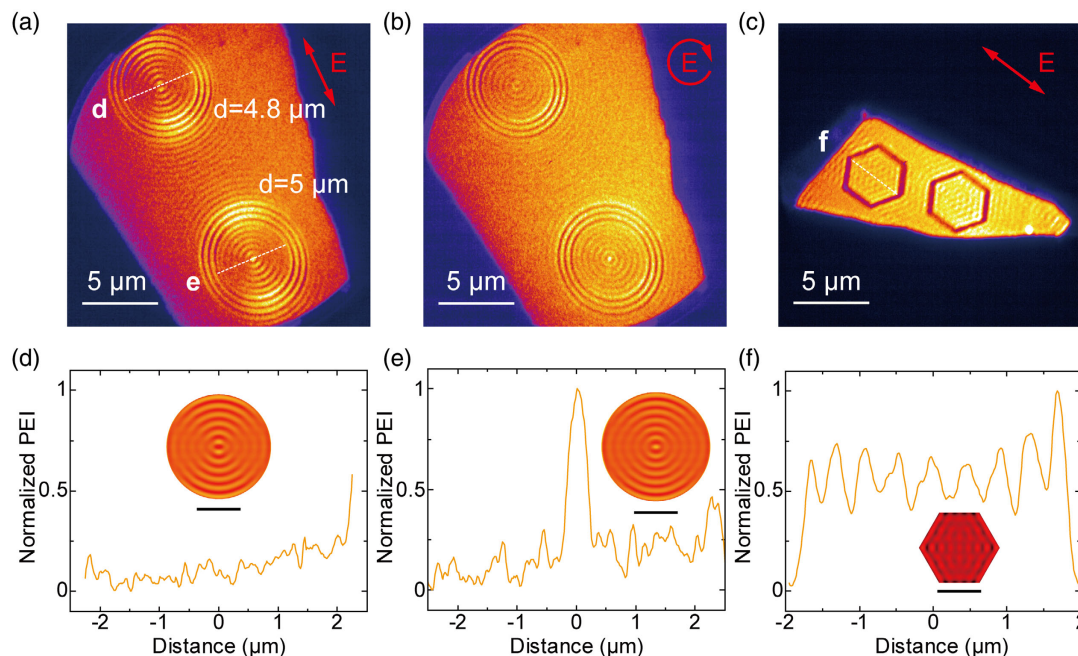 (a)
E
d
d=4.8 μm
d=5 μm
e
5 μm
(b)
E
5 μm
(c)
E
f
5 μm
(d)
Normalized PEI
1
0.5
0
-2 -1 0 1 2
Distance (μm)
(e)
Normalized PEI
1
0.5
0
-2 -1 0 1 2
Distance (μm)
(f)
Normalized PEI
1
0.5
0
-2 -1 0 1 2
Distance (μm)